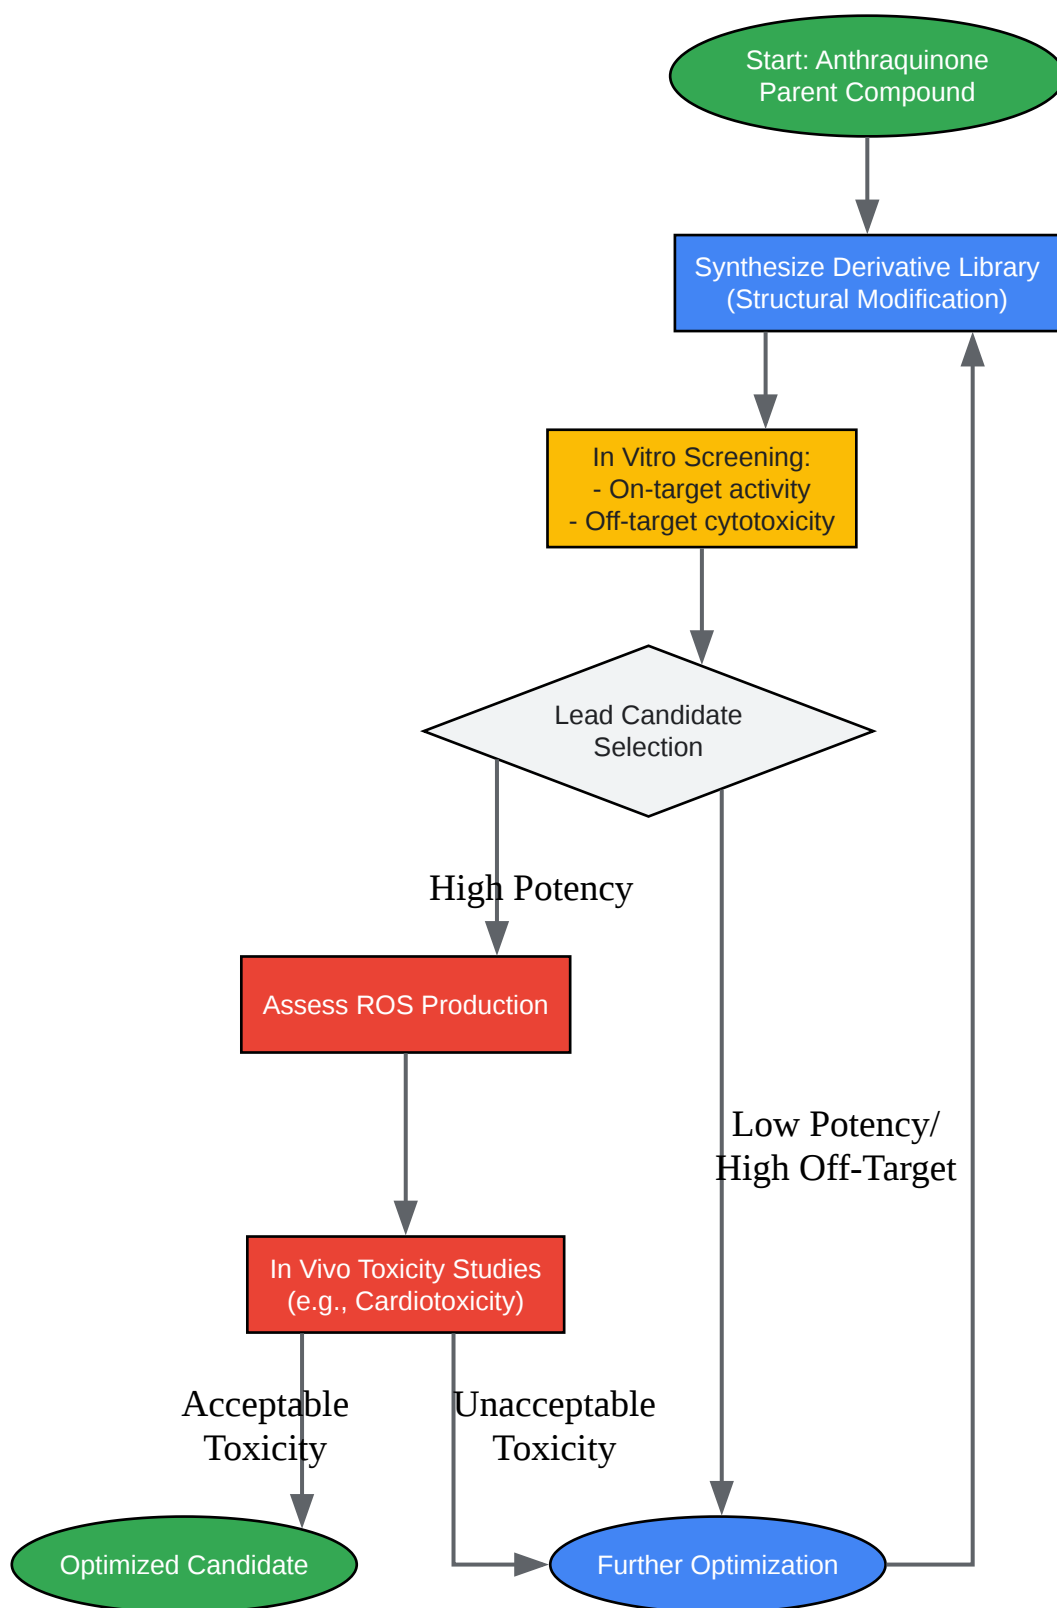 Start: Anthraquinone
Parent Compound
Synthesize Derivative Library
(Structural Modification)
In Vitro Screening:
- On-target activity
- Off-target cytotoxicity
Lead Candidate
Selection
High Potency
Assess ROS Production
Low Potency/
High Off-Target
In Vivo Toxicity Studies
(e.g., Cardiotoxicity)
Acceptable
Toxicity
Unacceptable
Toxicity
Optimized Candidate
Further Optimization